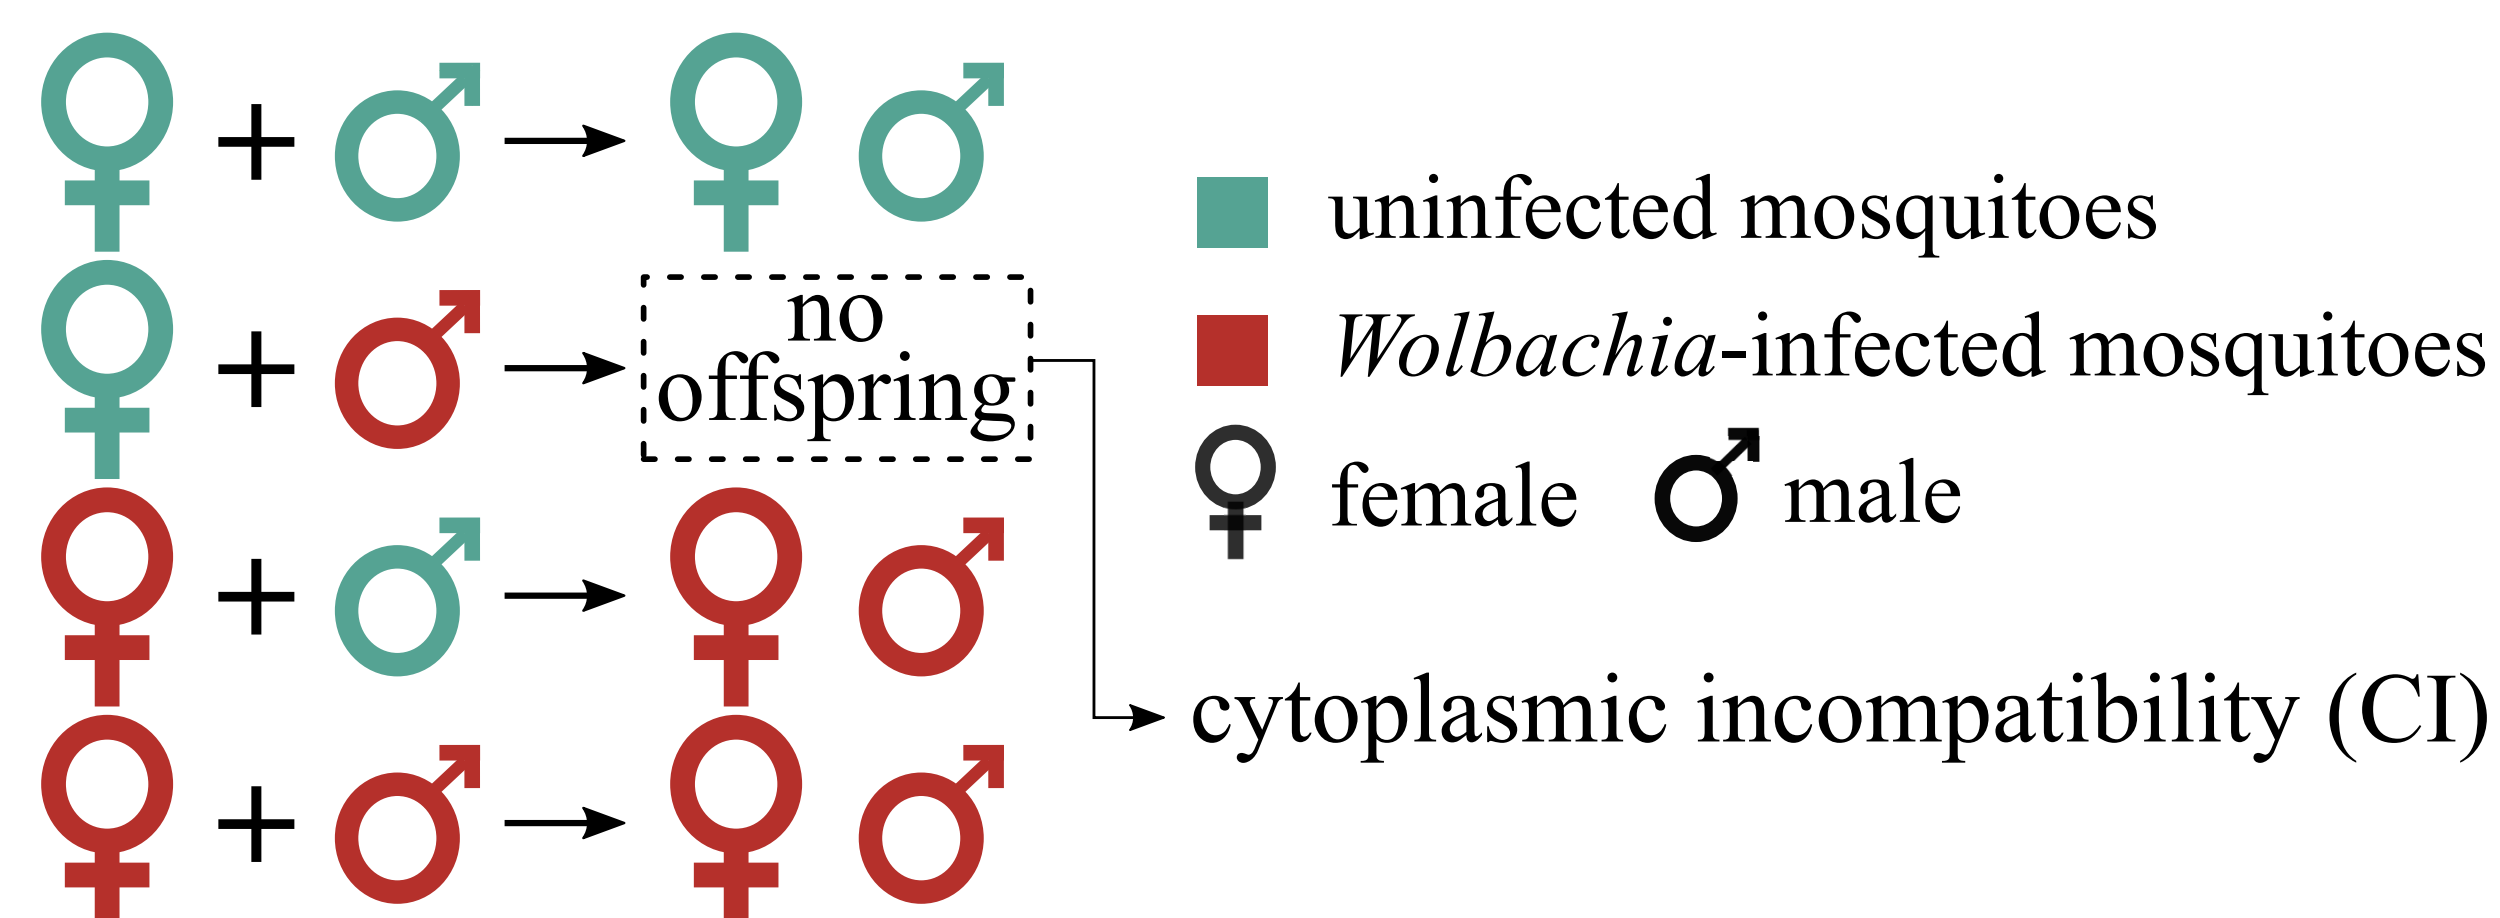 no
offspring
uninfected mosquitoes
Wolbachia-infected mosquitoes
female
male
cytoplasmic incompatibility (CI)